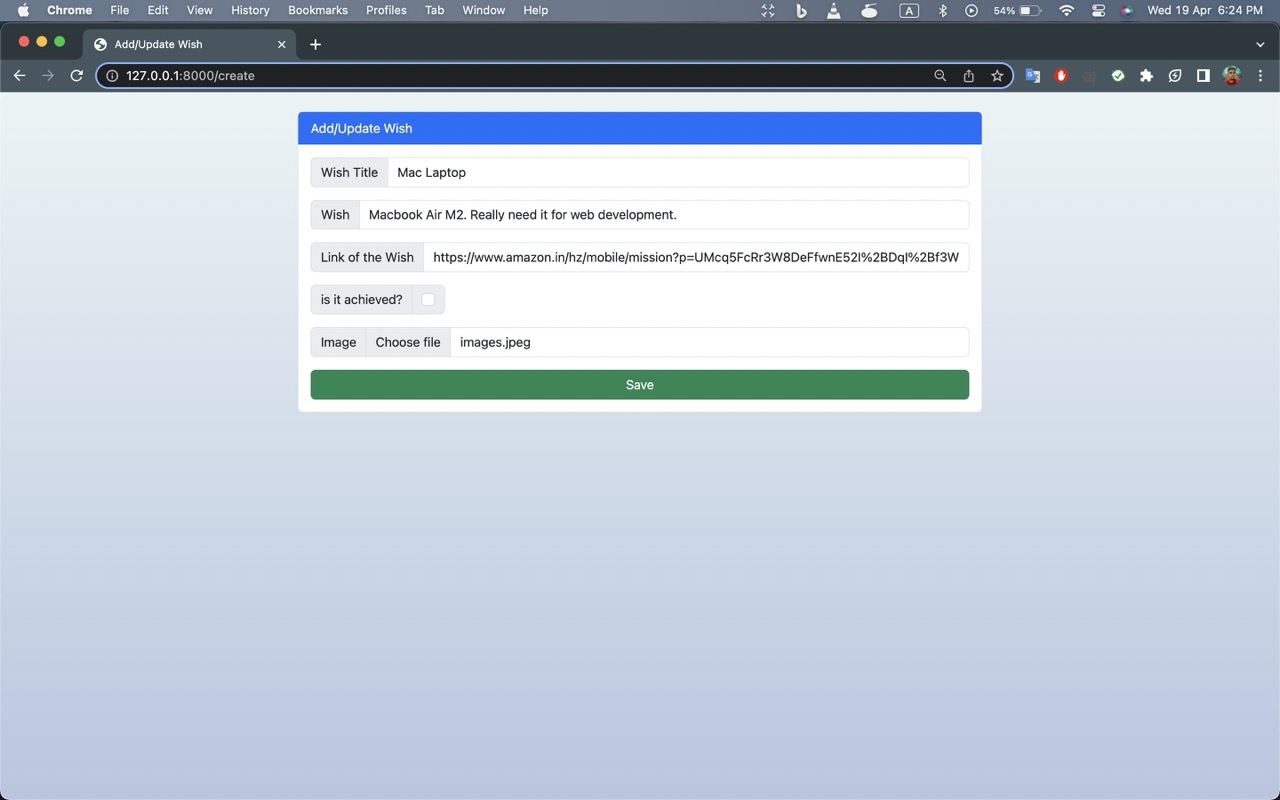 Chrome File Edit View History Bookmarks Profiles Tab Window Help A 54% Wed 19 Apr 6:24 PM
Add/Update Wish
127.0.0.1:8000/create
Add/Update Wish
Wish Title Mac Laptop
Wish Macbook Air M2. Really need it for web development.
Link of the Wish https://www.amazon.in/hz/mobile/mission?p=UMcq5FcRr3W8DeFfwnE52I%2BDqI%2Bf3W
is it achieved?
Image Choose file images.jpeg
Save